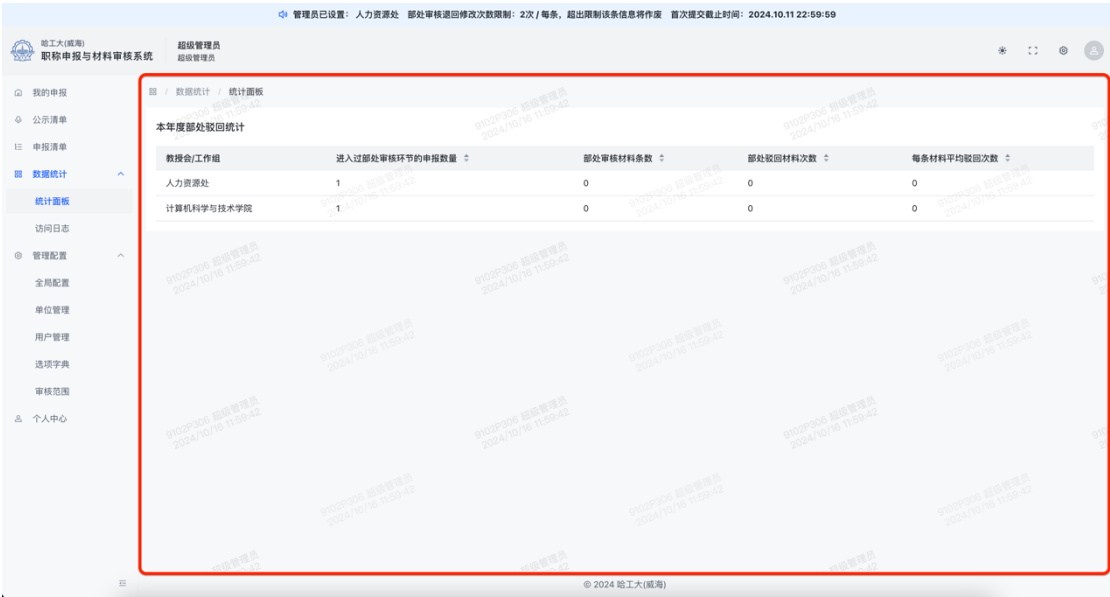 管理员已设置： 人力资源处 部处审核退回修改次数限制：2次 / 每条，超出限制该条信息将作废 首次提交截止时间：2024.10.11 22:59:59
哈工大(威海)
职称申报与材料审核系统
超级管理员
超级管理员
我的申报
公示清单
申报清单
数据统计
统计面板
访问日志
管理配置
全局配置
单位管理
用户管理
选项字典
审核范围
个人中心
/ 数据统计 / 统计面板
本年度部处驳回统计
教授会/工作组 进入过部处审核环节的申报数量 部处审核材料条数 部处驳回材料次数 每条材料平均驳回次数
人力资源处 1 0 0 0
计算机科学与技术学院 1 0 0 0
9102P306 超级管理员
2024/10/16 11:59:42
© 2024 哈工大(威海)